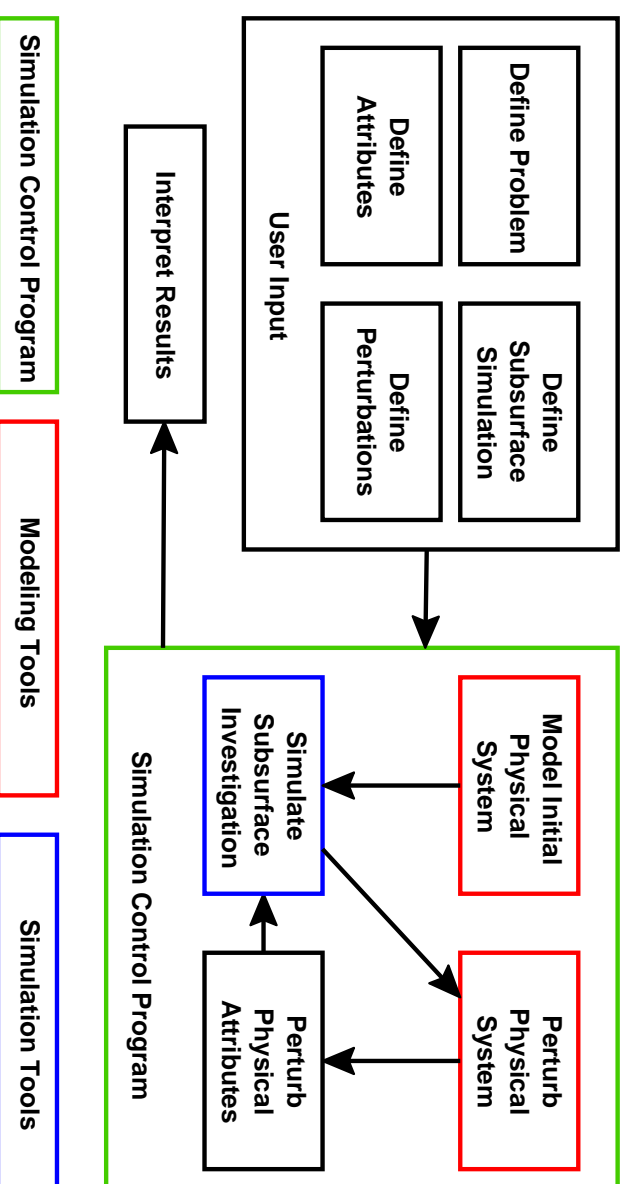 Define Problem
Define
Subsurface
Simulation
Define
Attributes
Define
Perturbations
User Input
Model Initial
Physical
System
Perturb
Physical
System
Simulate
Subsurface
Investigation
Perturb
Physical
Attributes
Simulation Control Program
Interpret Results
Simulation Control Program
Modeling Tools
Simulation Tools